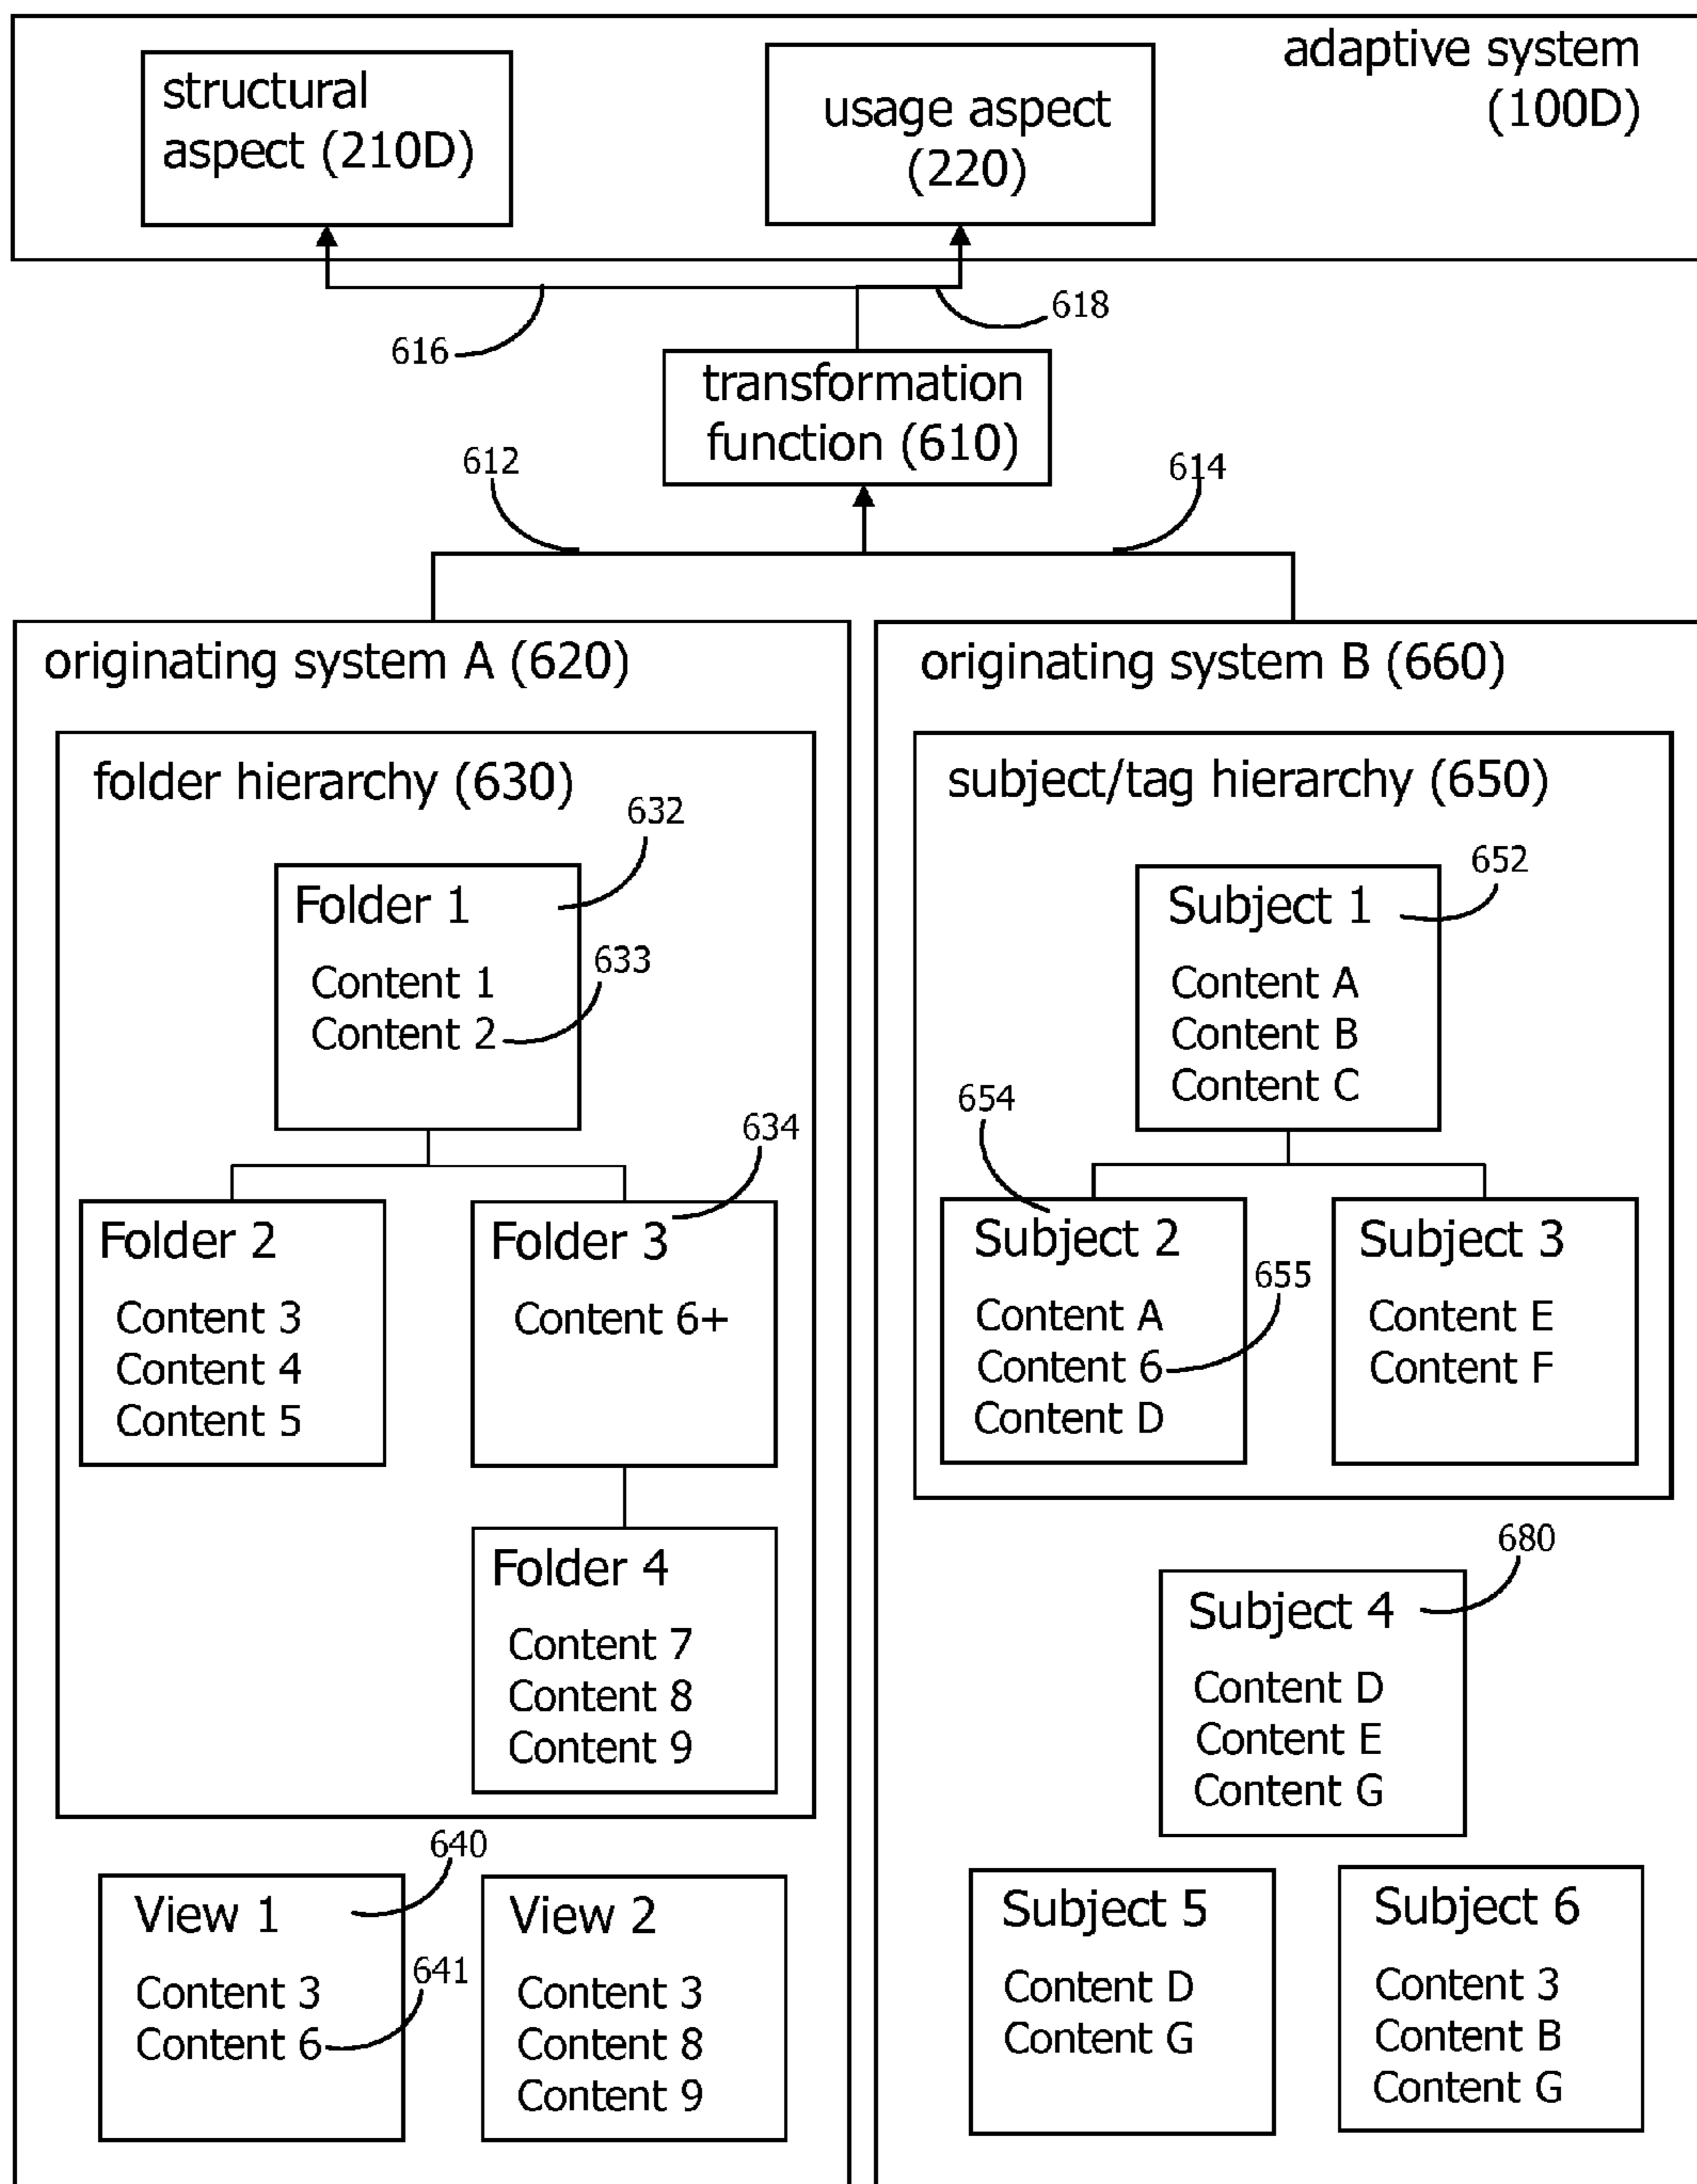 adaptive system
(100D)
structural
aspect (210D)
usage aspect
(220)
616
618
transformation
function (610)
612
614
originating system A (620)
folder hierarchy (630)
632
Folder 1
Content 1
633
Content 2
634
Folder 2
Content 3
Content 4
Content 5
Folder 3
Content 6+
Folder 4
Content 7
Content 8
Content 9
640
View 1
Content 3
641
Content 6
View 2
Content 3
Content 8
Content 9
originating system B (660)
subject/tag hierarchy (650)
652
Subject 1
Content A
Content B
Content C
654
Subject 2
655
Content A
Content 6
Content D
Subject 3
Content E
Content F
680
Subject 4
Content D
Content E
Content G
Subject 5
Content D
Content G
Subject 6
Content 3
Content B
Content G